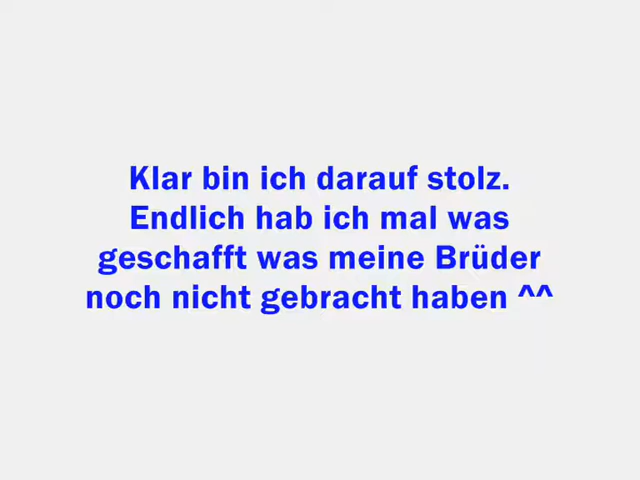 Klar bin ich darauf stolz.
Endlich hab ich mal was
geschafft was meine Brüder
noch nicht gebracht haben ^^